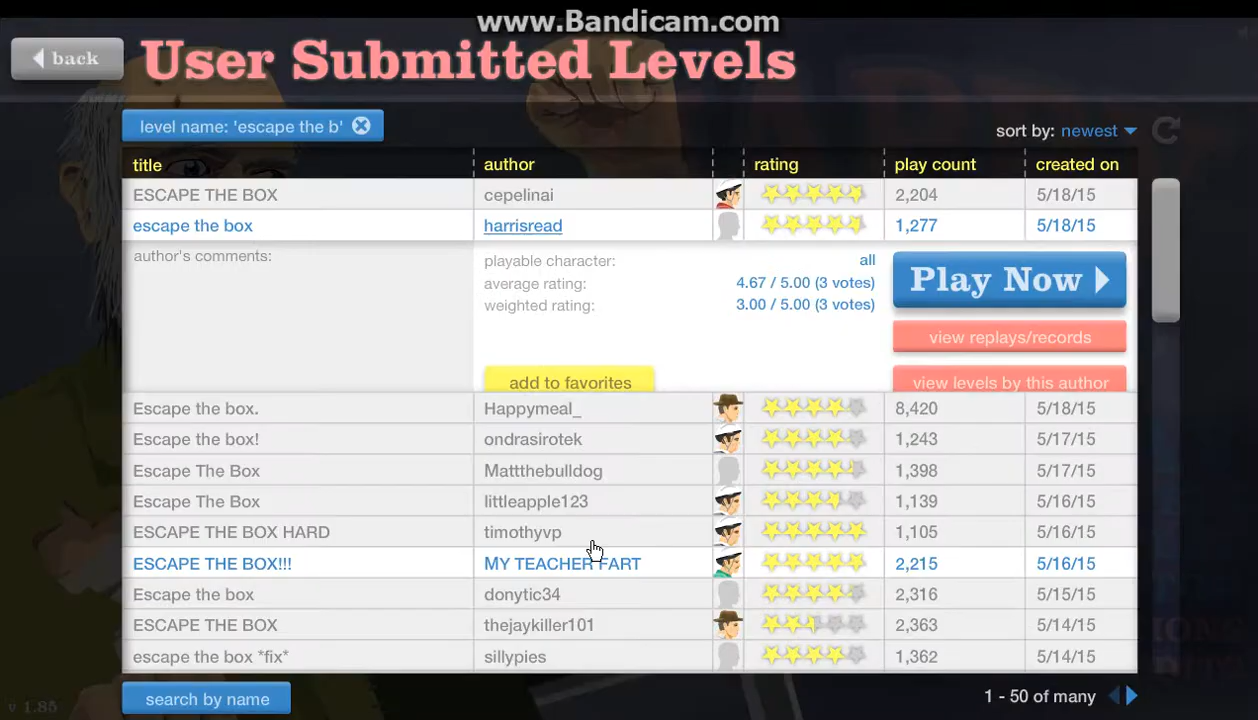 www.Bandicam.com
back
User Submitted Levels
level name: 'escape the b'
sort by: newest
title author rating play count created on
ESCAPE THE BOX cepelinai 2,204 5/18/15
escape the box harrisread 1,277 5/18/15
author's comments:
playable character: all
average rating: 4.67 / 5.00 (3 votes)
weighted rating: 3.00 / 5.00 (3 votes)
Play Now
view replays/records
add to favorites
view levels by this author
Escape the box. Happymeal_ 8,420 5/18/15
Escape the box! ondrasirotek 1,243 5/17/15
Escape The Box Mattthebulldog 1,398 5/17/15
Escape The Box littleapple123 1,139 5/16/15
ESCAPE THE BOX HARD timothyvp 1,105 5/16/15
ESCAPE THE BOX!!! MY TEACHER FART 2,215 5/16/15
Escape the box donytic34 2,316 5/15/15
ESCAPE THE BOX thejaykiller101 2,363 5/14/15
escape the box *fix* sillypies 1,362 5/14/15
search by name
1 - 50 of many
v 1.85